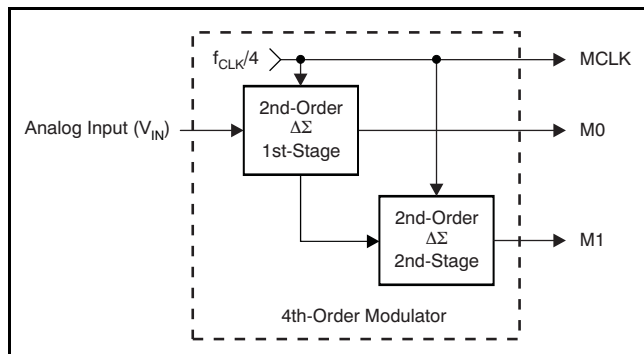 f_CLK/4
MCLK
2nd-Order
ΔΣ
1st-Stage
Analog Input (V_IN)
M0
2nd-Order
ΔΣ
2nd-Stage
M1
4th-Order Modulator